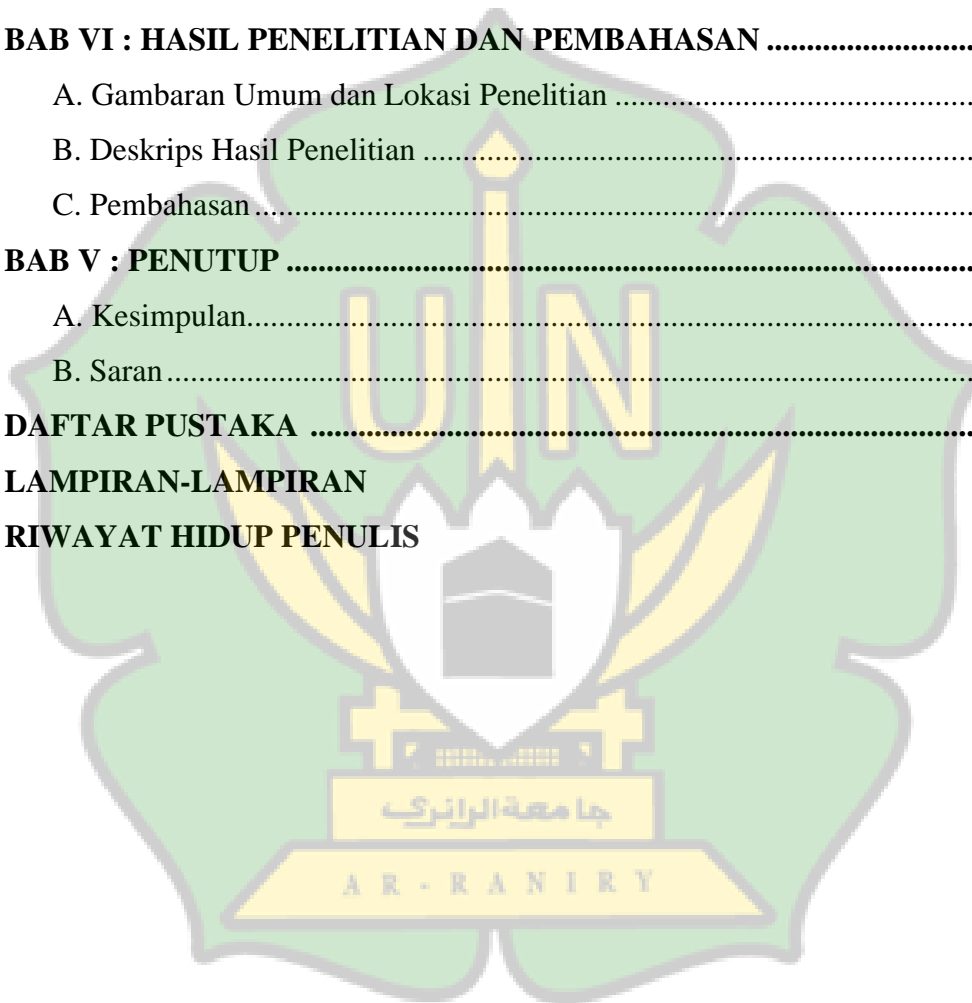 BAB VI : HASIL PENELITIAN DAN PEMBAHASAN ..........................
A. Gambaran Umum dan Lokasi Penelitian .............................................
B. Deskrips Hasil Penelitian .....................................................................
C. Pembahasan ..........................................................................................
BAB V : PENUTUP ......................................................................................
A. Kesimpulan...........................................................................................
B. Saran .....................................................................................................
DAFTAR PUSTAKA ...................................................................................
LAMPIRAN-LAMPIRAN
RIWAYAT HIDUP PENULIS
UIN
جامعة الرانري
AR-RANIRY